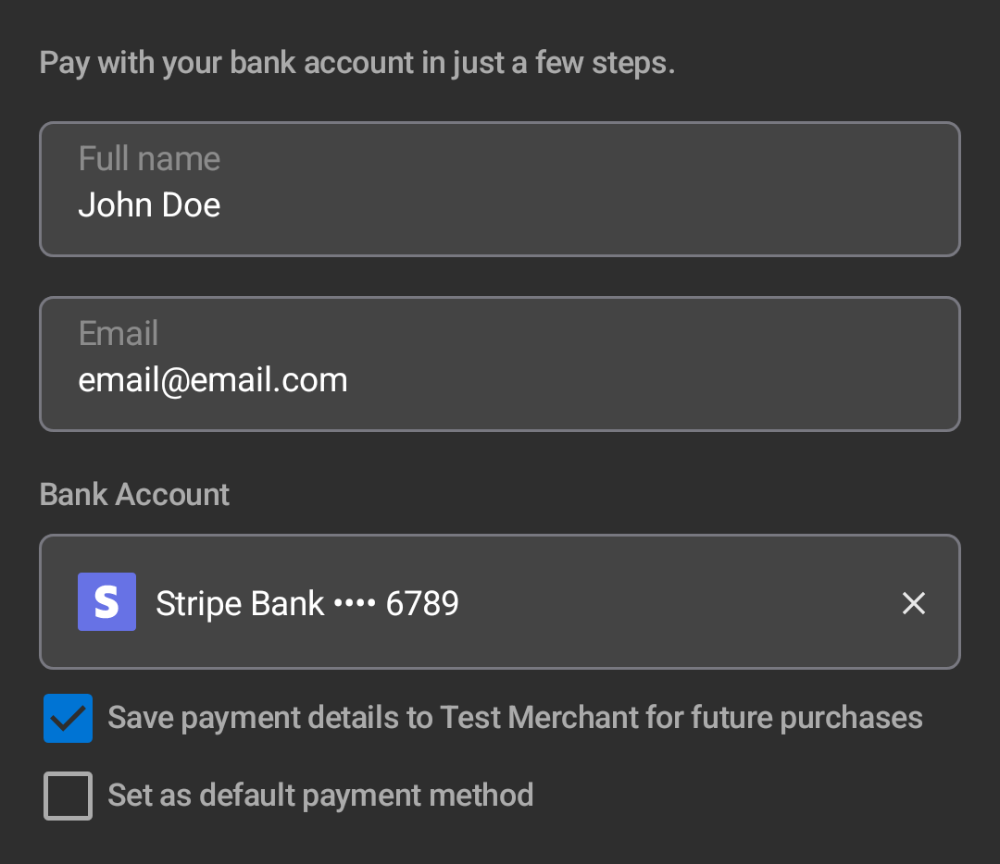 Pay with your bank account in just a few steps.
Full name
John Doe
Email
email@email.com
Bank Account
S Stripe Bank •••• 6789
Save payment details to Test Merchant for future purchases
Set as default payment method